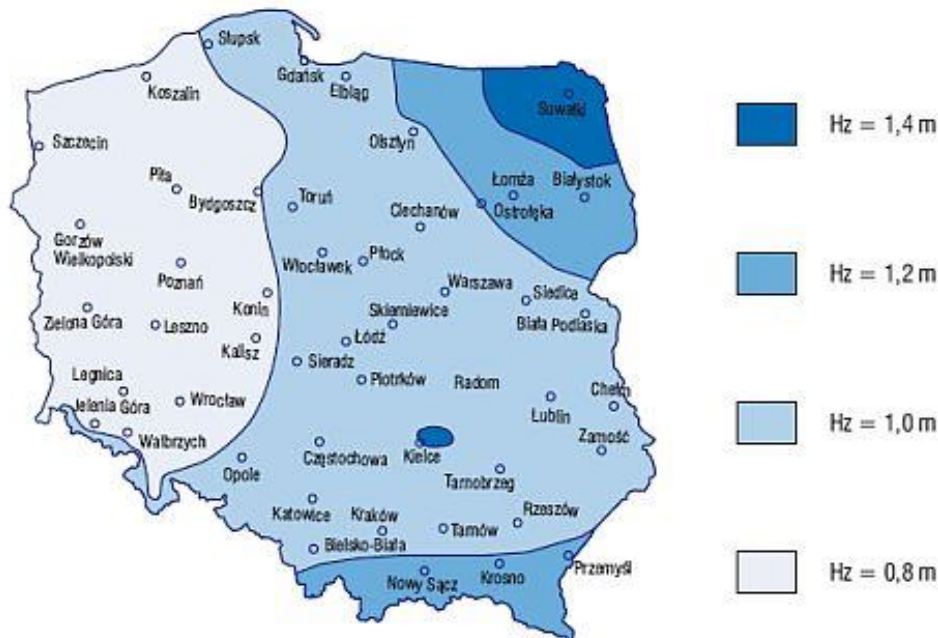 Słupsk
Gdańsk
Elbląg
Koszalin
Suwałki
Hz = 1,4 m
Szczecin
Olsztyn
Piła
Bydgoszcz
Toruń
Łomża
Białystok
Ostrołęka
Ciechanów
Gorzów
Wielkopolski
Poznań
Włocławek
Płock
Hz = 1,2 m
Warszawa
Siedlce
Konin
Skierniewice
Zielona Góra
Leszno
Biała Podlaska
Kalisz
Łódź
Sieradz
Piotrków
Radom
Legnica
Chełm
Jelenia Góra
Wrocław
Lublin
Hz = 1,0 m
Wałbrzych
Zamość
Częstochowa
Kielce
Opole
Tarnobrzeg
Katowice
Kraków
Tarnów
Rzeszów
Bielsko-Biała
Przemyśl
Nowy Sącz
Krosno
Hz = 0,8 m